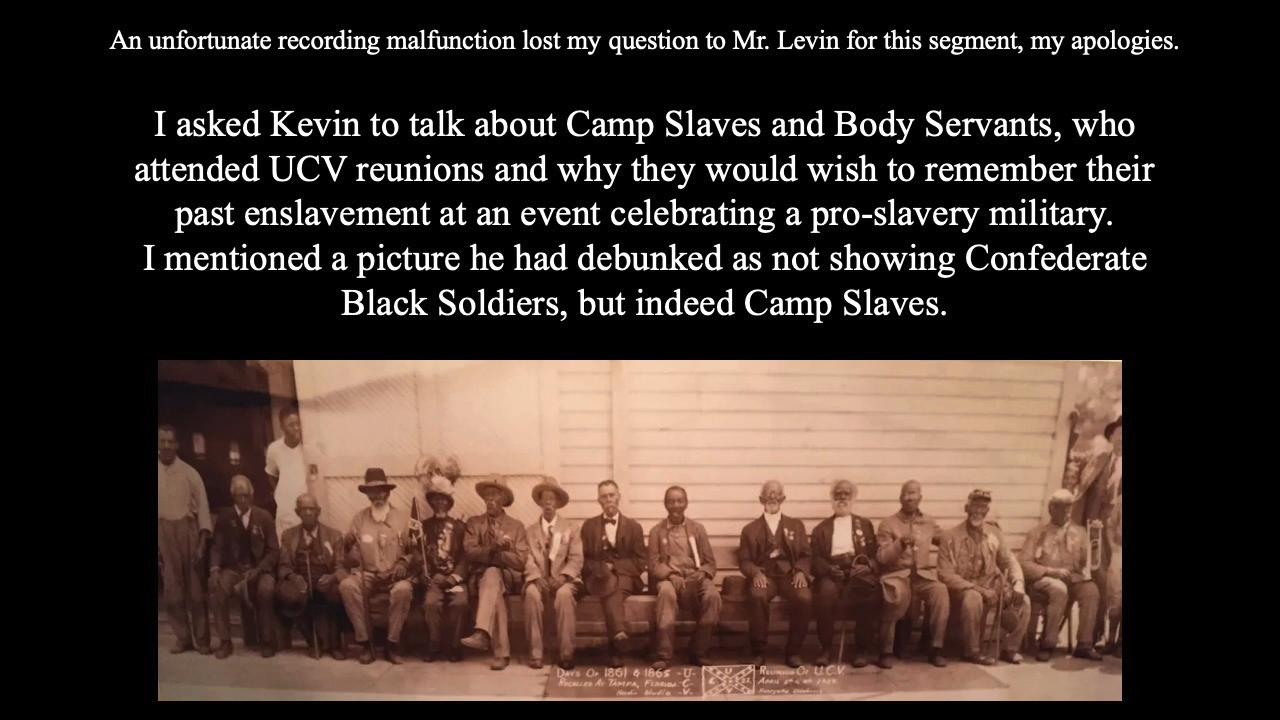 An unfortunate recording malfunction lost my question to Mr. Levin for this segment, my apologies.
I asked Kevin to talk about Camp Slaves and Body Servants, who
attended UCV reunions and why they would wish to remember their
past enslavement at an event celebrating a pro-slavery military.
I mentioned a picture he had debunked as not showing Confederate
Black Soldiers, but indeed Camp Slaves.
Days Of 1861 & 1865 -U-
Recalled At Tampa, Florida -C-
Studio -V-
Reunion Of U.C.V.
April